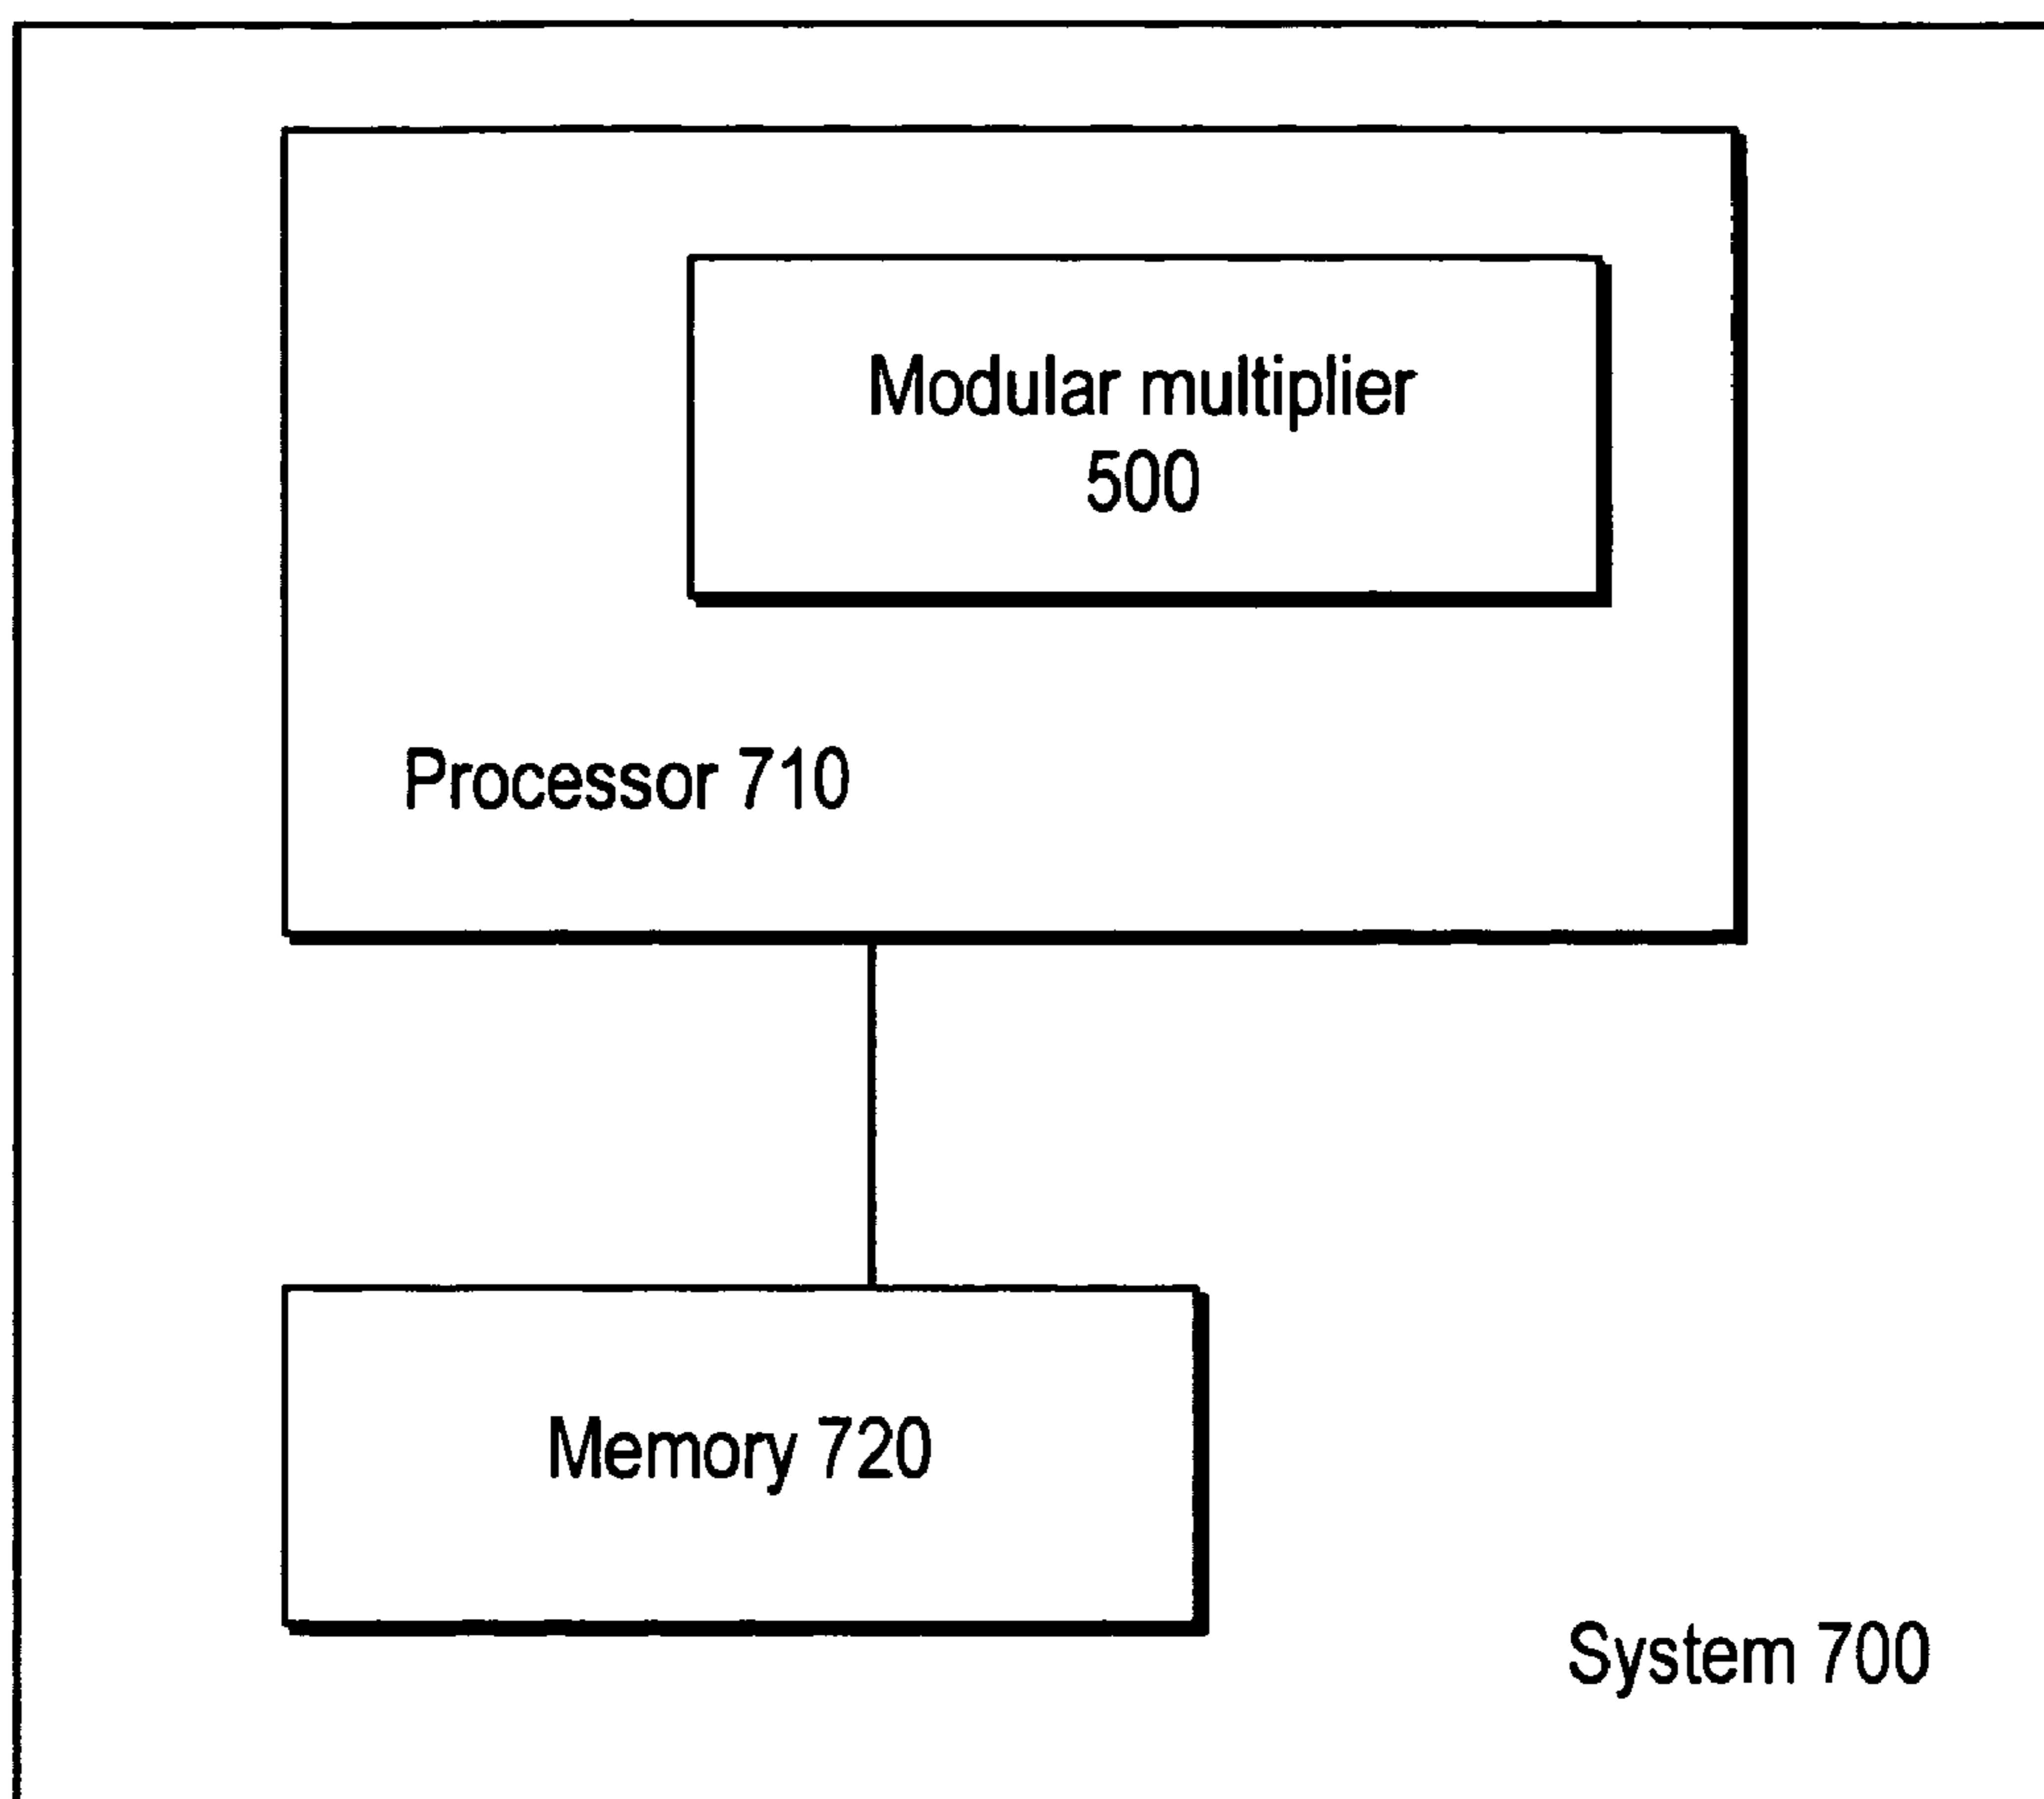 Modular multiplier
500
Processor 710
Memory 720
System 700